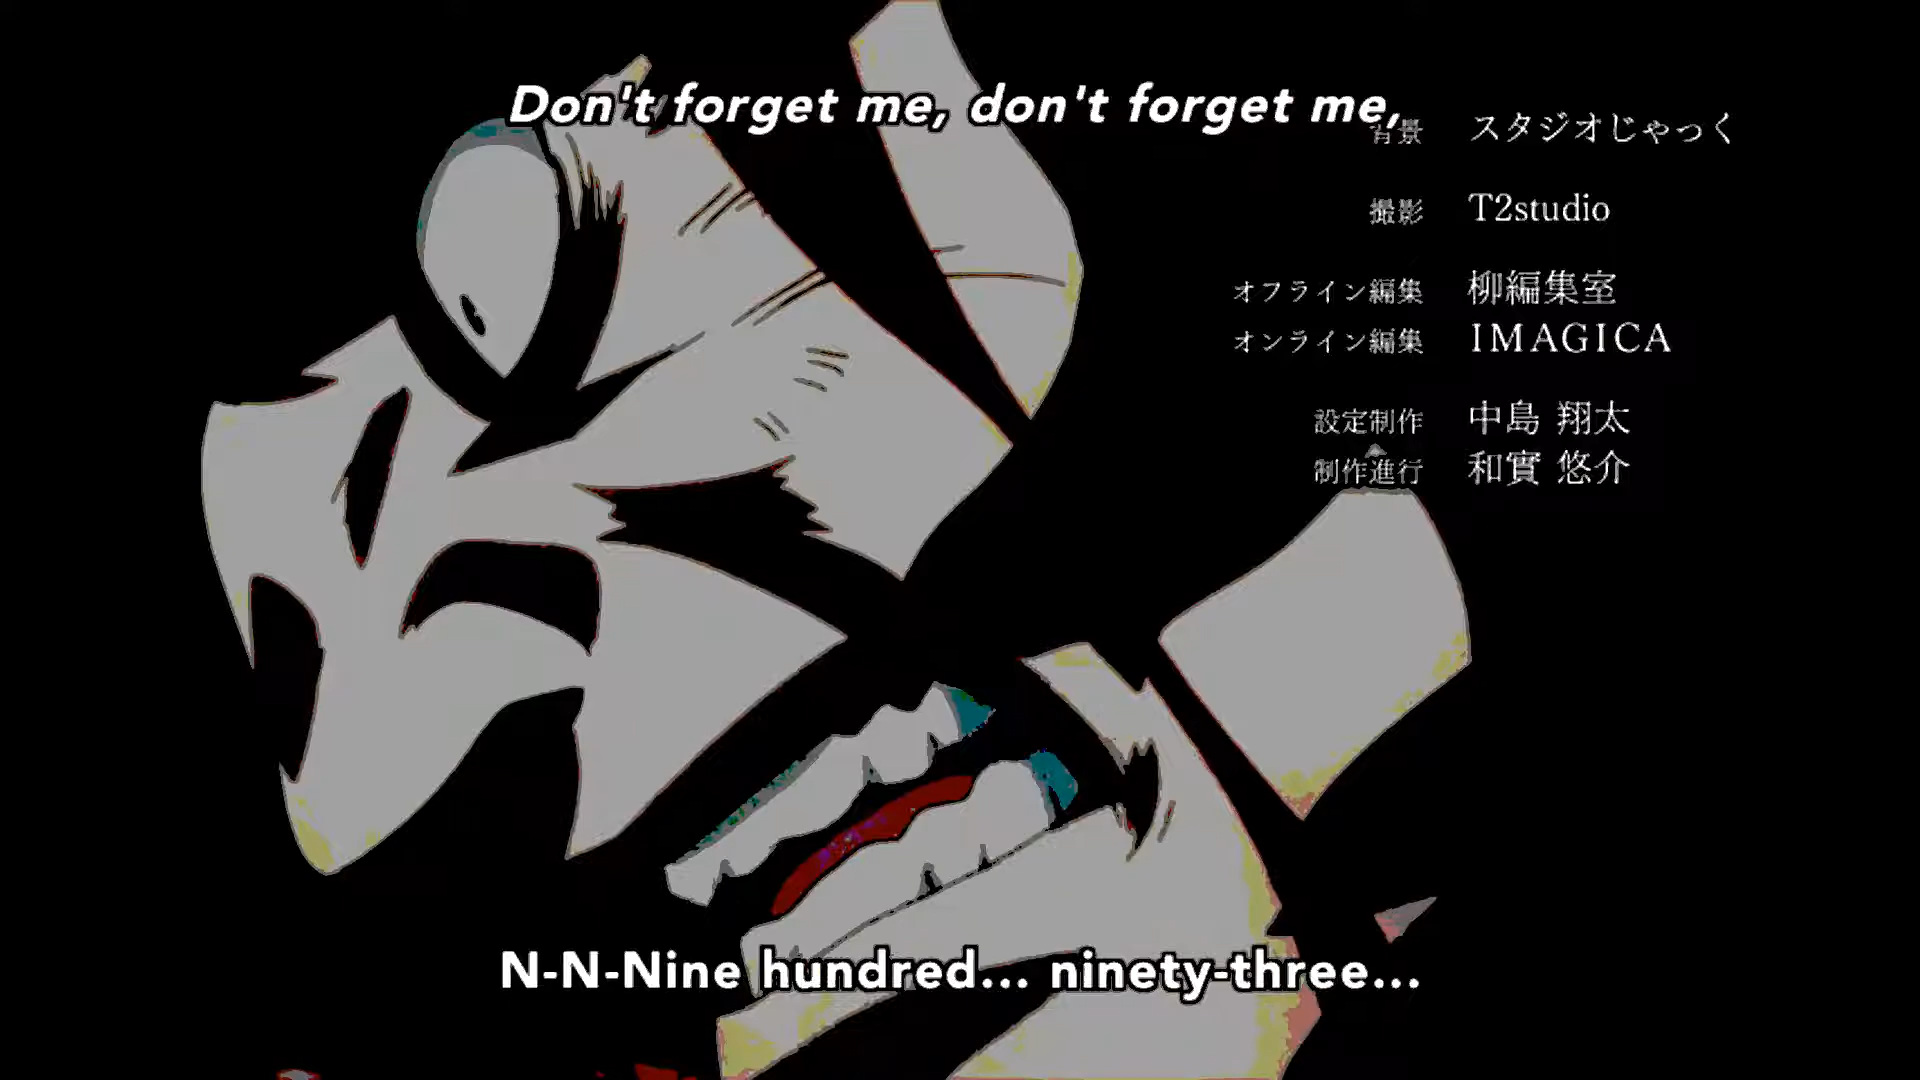 Don't forget me, don't forget me,
背景 スタジオじゃっく
撮影 T2studio
オフライン編集 柳編集室
オンライン編集 IMAGICA
設定制作 中島 翔太
制作進行 和實 悠介
N-N-Nine hundred... ninety-three...